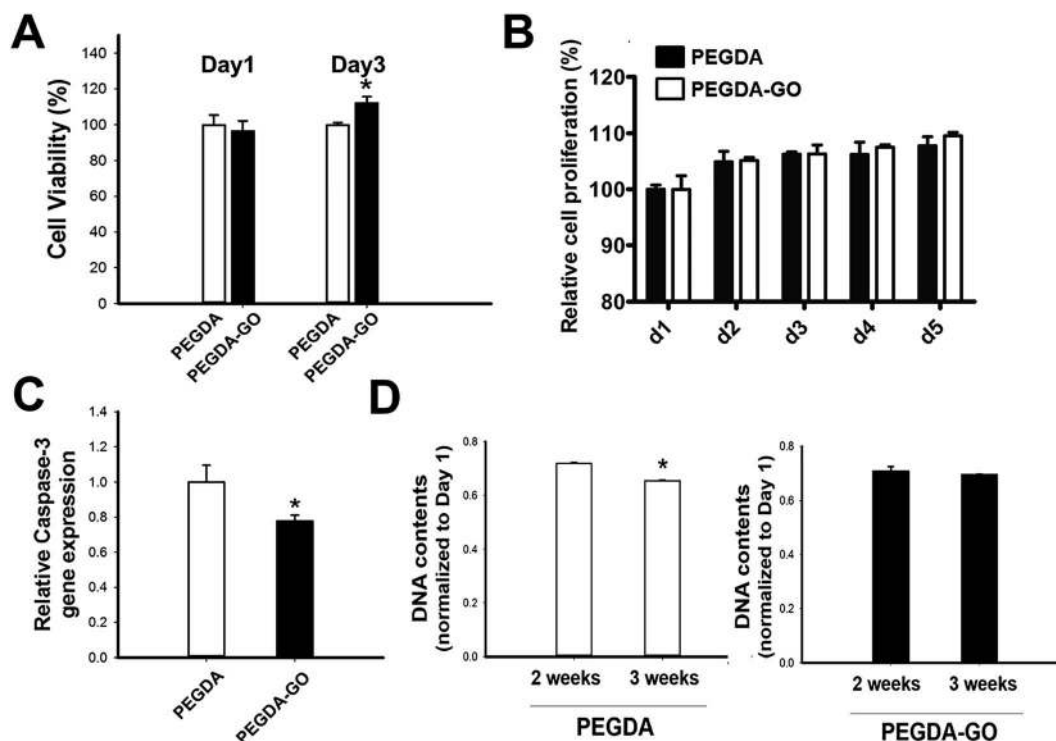 A
Cell Viability (%)
140
120
100
80
60
40
20
0
Day1
Day3
*
PEGDA
PEGDA-GO
PEGDA
PEGDA-GO
B
Relative cell proliferation (%)
PEGDA
PEGDA-GO
120
110
100
90
80
d1
d2
d3
d4
d5
C
Relative Caspase-3
gene expression
1.4
1.2
1.0
0.8
0.6
0.4
0.2
0.0
*
PEGDA
PEGDA-GO
D
DNA contents
(normalized to Day 1)
0.8
0.6
0.4
0.2
0.0
*
2 weeks 3 weeks
PEGDA
DNA contents
(normalized to Day 1)
0.8
0.6
0.4
0.2
0.0
2 weeks 3 weeks
PEGDA-GO